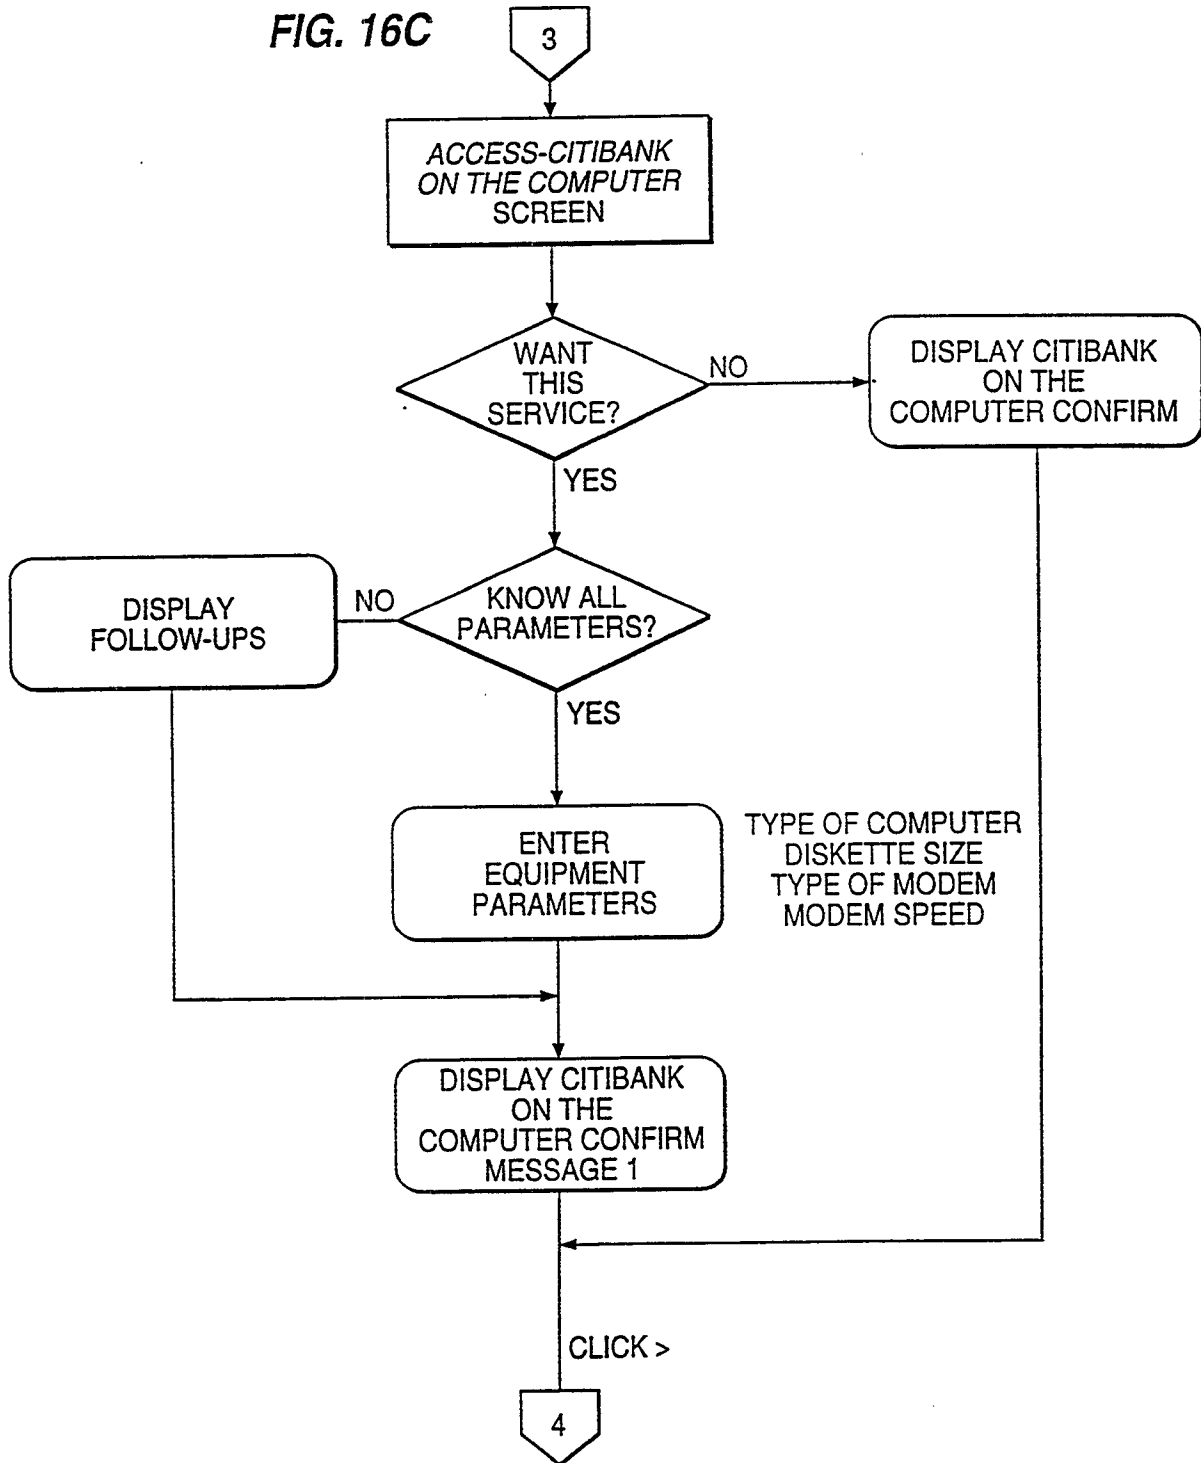 FIG. 16C
3
ACCESS-CITIBANK
ON THE COMPUTER
SCREEN
WANT
THIS
SERVICE?
NO
DISPLAY CITIBANK
ON THE
COMPUTER CONFIRM
YES
DISPLAY
FOLLOW-UPS
NO
KNOW ALL
PARAMETERS?
YES
ENTER
EQUIPMENT
PARAMETERS
TYPE OF COMPUTER
DISKETTE SIZE
TYPE OF MODEM
MODEM SPEED
DISPLAY CITIBANK
ON THE
COMPUTER CONFIRM
MESSAGE 1
CLICK >
4